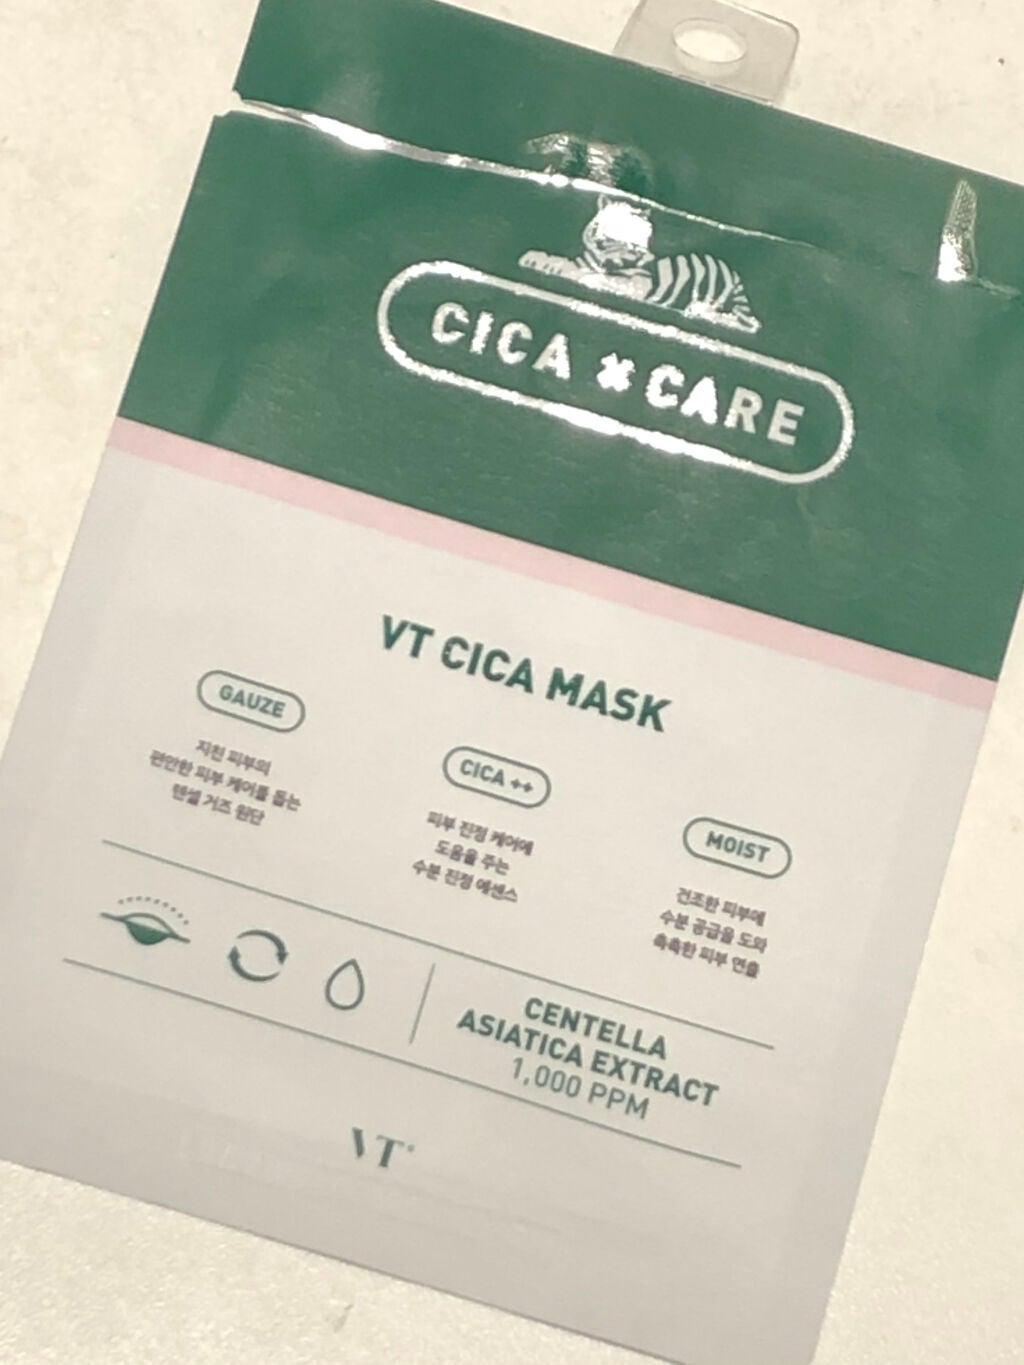 CICA CARE
VT CICA MASK
GAUZE
지친 피부의
편안한 피부 케어를 돕는
텐셀 거즈 원단
CICA ++
피부 진정 케어에
도움을 주는
수분 진정 에센스
MOIST
건조한 피부에
수분 공급을 도와
촉촉한 피부 연출
CENTELLA
ASIATICA EXTRACT
1,000 PPM
VT